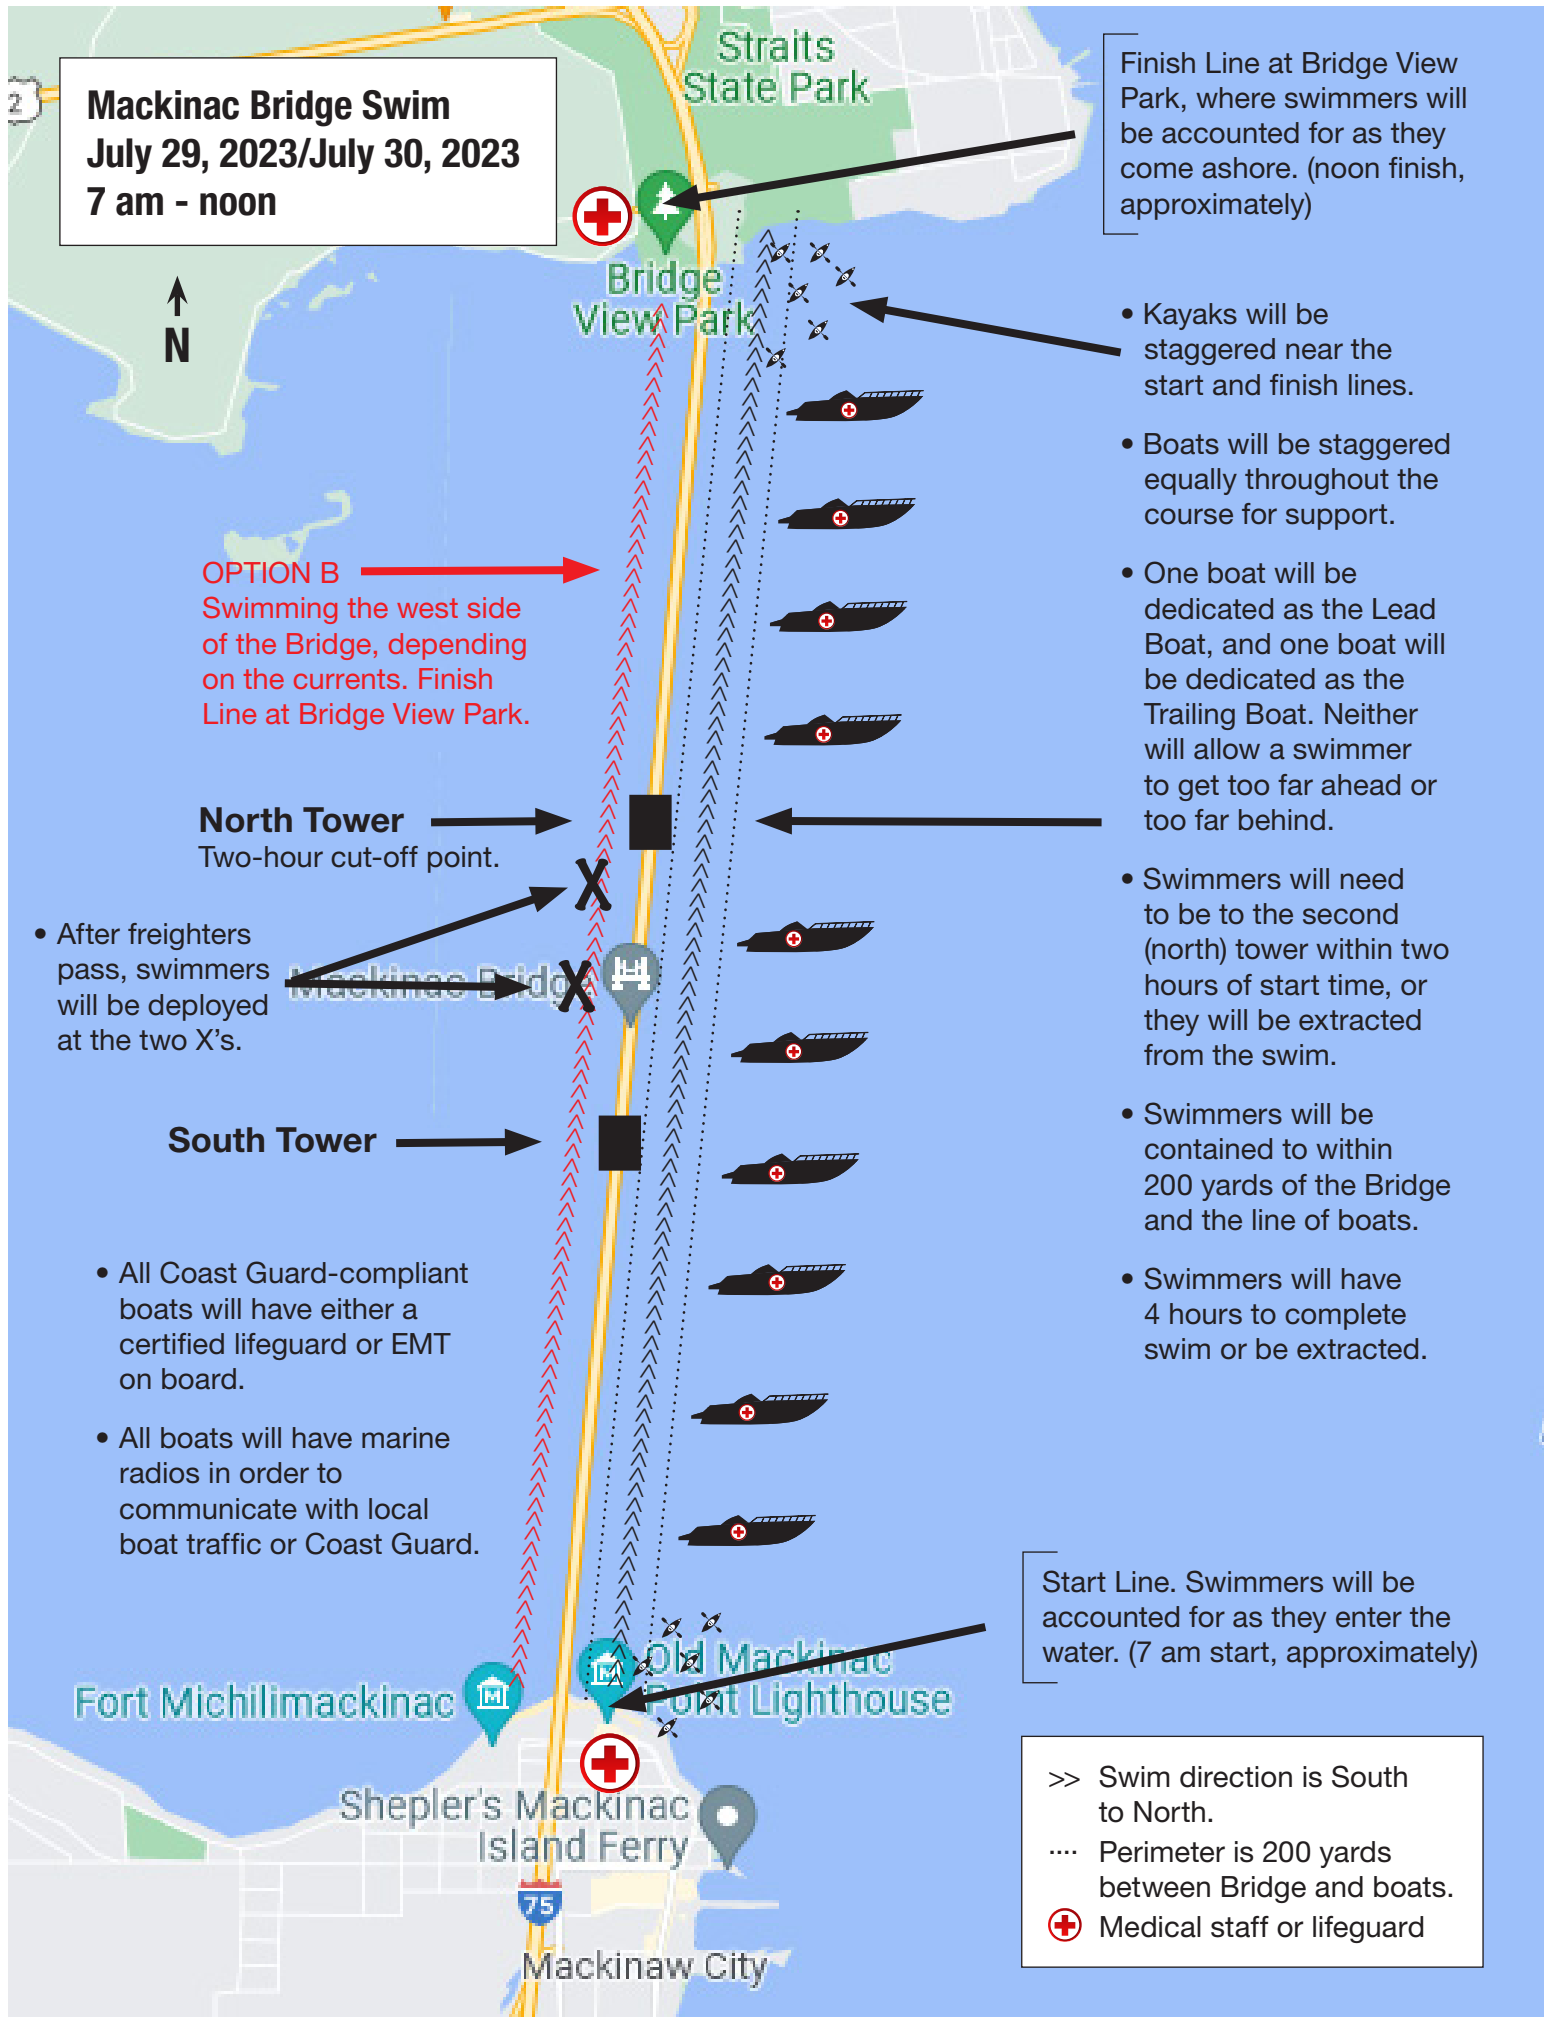 Mackinac Bridge Swim
July 29, 2023/July 30, 2023
7 am - noon
2
N
Straits
State Park
Finish Line at Bridge View
Park, where swimmers will
be accounted for as they
come ashore. (noon finish,
approximately)
Bridge
View Park
• Kayaks will be
staggered near the
start and finish lines.
• Boats will be staggered
equally throughout the
course for support.
• One boat will be
dedicated as the Lead
Boat, and one boat will
be dedicated as the
Trailing Boat. Neither
will allow a swimmer
to get too far ahead or
too far behind.
• Swimmers will need
to be to the second
(north) tower within two
hours of start time, or
they will be extracted
from the swim.
• Swimmers will be
contained to within
200 yards of the Bridge
and the line of boats.
• Swimmers will have
4 hours to complete
swim or be extracted.
OPTION B
Swimming the west side
of the Bridge, depending
on the currents. Finish
Line at Bridge View Park.
North Tower
Two-hour cut-off point.
X
• After freighters
pass, swimmers
will be deployed
at the two X's.
Mackinac Bridge
X
South Tower
• All Coast Guard-compliant
boats will have either a
certified lifeguard or EMT
on board.
• All boats will have marine
radios in order to
communicate with local
boat traffic or Coast Guard.
Start Line. Swimmers will be
accounted for as they enter the
water. (7 am start, approximately)
Fort Michilimackinac
Old Mackinac
Point Lighthouse
Shepler's Mackinac
Island Ferry
75
Mackinaw City
>> Swim direction is South
to North.
.... Perimeter is 200 yards
between Bridge and boats.
Medical staff or lifeguard